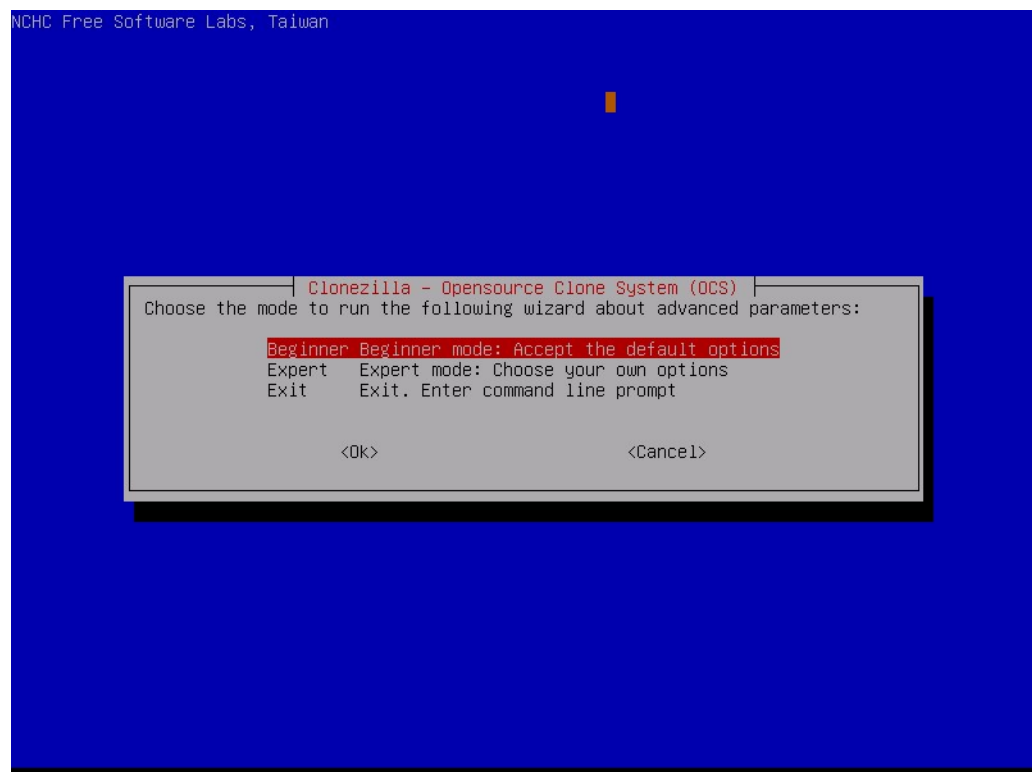 NCHC Free Software Labs, Taiwan
Clonezilla - Opensource Clone System (OCS)
Choose the mode to run the following wizard about advanced parameters:
Beginner Beginner mode: Accept the default options
Expert Expert mode: Choose your own options
Exit Exit. Enter command line prompt
<Ok> <Cancel>